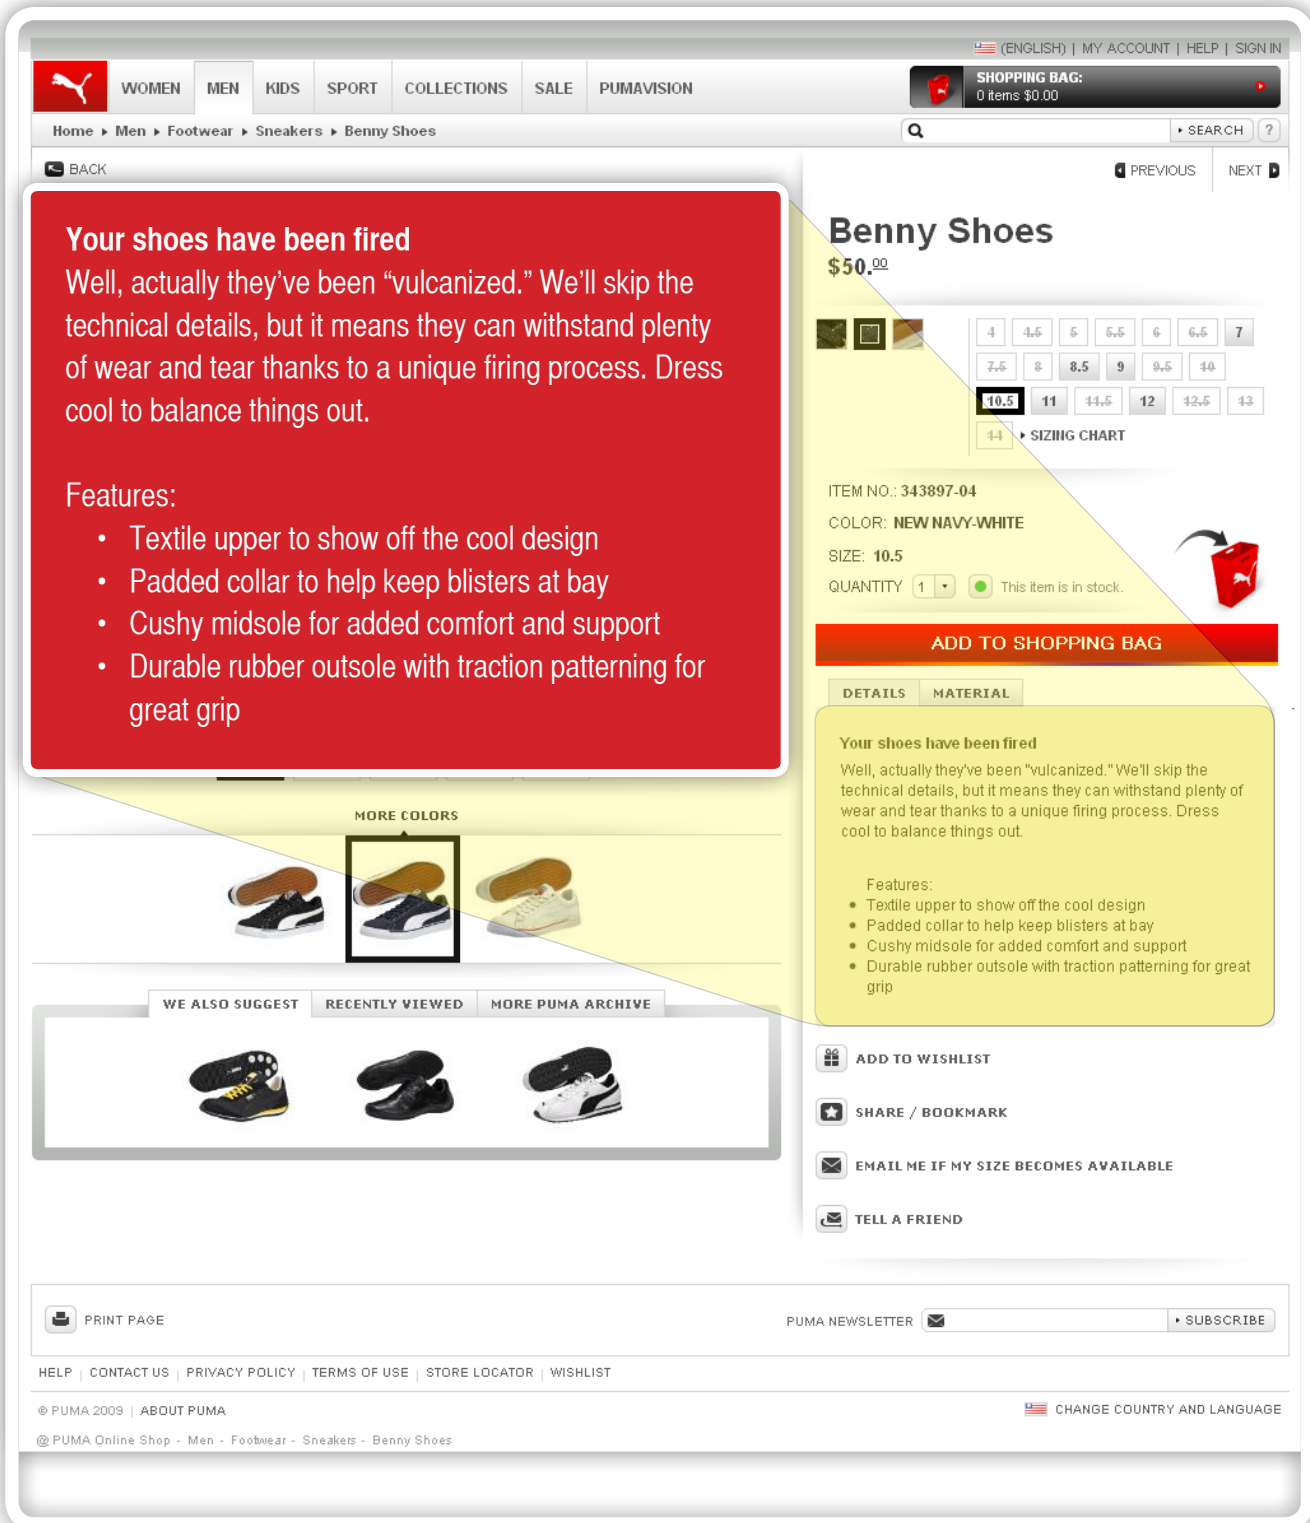 (ENGLISH) | MY ACCOUNT | HELP | SIGN IN
WOMEN MEN KIDS SPORT COLLECTIONS SALE PUMAVISION
SHOPPING BAG:
0 items $0.00
Home ▸ Men ▸ Footwear ▸ Sneakers ▸ Benny Shoes
▸ SEARCH ?
BACK
PREVIOUS NEXT
Your shoes have been fired
Well, actually they’ve been “vulcanized.” We’ll skip the
technical details, but it means they can withstand plenty
of wear and tear thanks to a unique firing process. Dress
cool to balance things out.
Features:
• Textile upper to show off the cool design
• Padded collar to help keep blisters at bay
• Cushy midsole for added comfort and support
• Durable rubber outsole with traction patterning for
great grip
Benny Shoes
$50.00
4 4.5 5 5.5 6 6.5 7
7.5 8 8.5 9 9.5 10
10.5 11 11.5 12 12.5 13
14 ▸ SIZING CHART
ITEM NO.: 343897-04
COLOR: NEW NAVY-WHITE
SIZE: 10.5
QUANTITY 1 This item is in stock.
ADD TO SHOPPING BAG
DETAILS MATERIAL
Your shoes have been fired
Well, actually they've been "vulcanized." We'll skip the
technical details, but it means they can withstand plenty of
wear and tear thanks to a unique firing process. Dress
cool to balance things out.
Features:
• Textile upper to show off the cool design
• Padded collar to help keep blisters at bay
• Cushy midsole for added comfort and support
• Durable rubber outsole with traction patterning for great
grip
MORE COLORS
WE ALSO SUGGEST RECENTLY VIEWED MORE PUMA ARCHIVE
ADD TO WISHLIST
SHARE / BOOKMARK
EMAIL ME IF MY SIZE BECOMES AVAILABLE
TELL A FRIEND
PRINT PAGE
PUMA NEWSLETTER ▸ SUBSCRIBE
HELP | CONTACT US | PRIVACY POLICY | TERMS OF USE | STORE LOCATOR | WISHLIST
© PUMA 2009 | ABOUT PUMA
CHANGE COUNTRY AND LANGUAGE
@ PUMA Online Shop - Men - Footwear - Sneakers - Benny Shoes